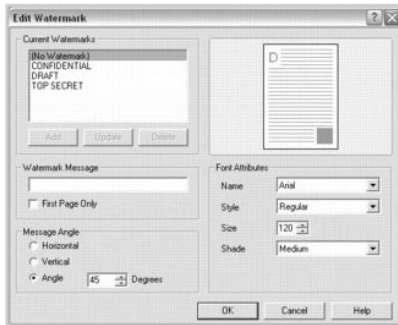 Edit Watermark
Current Watermarks
(No Watermark)
CONFIDENTIAL
DRAFT
TOP SECRET
Add Update Delete
D
Watermark Message
First Page Only
Message Angle
Horizontal
Vertical
Angle 45 Degrees
Font Attributes
Name Arial
Style Regular
Size 120
Shade Medium
OK Cancel Help